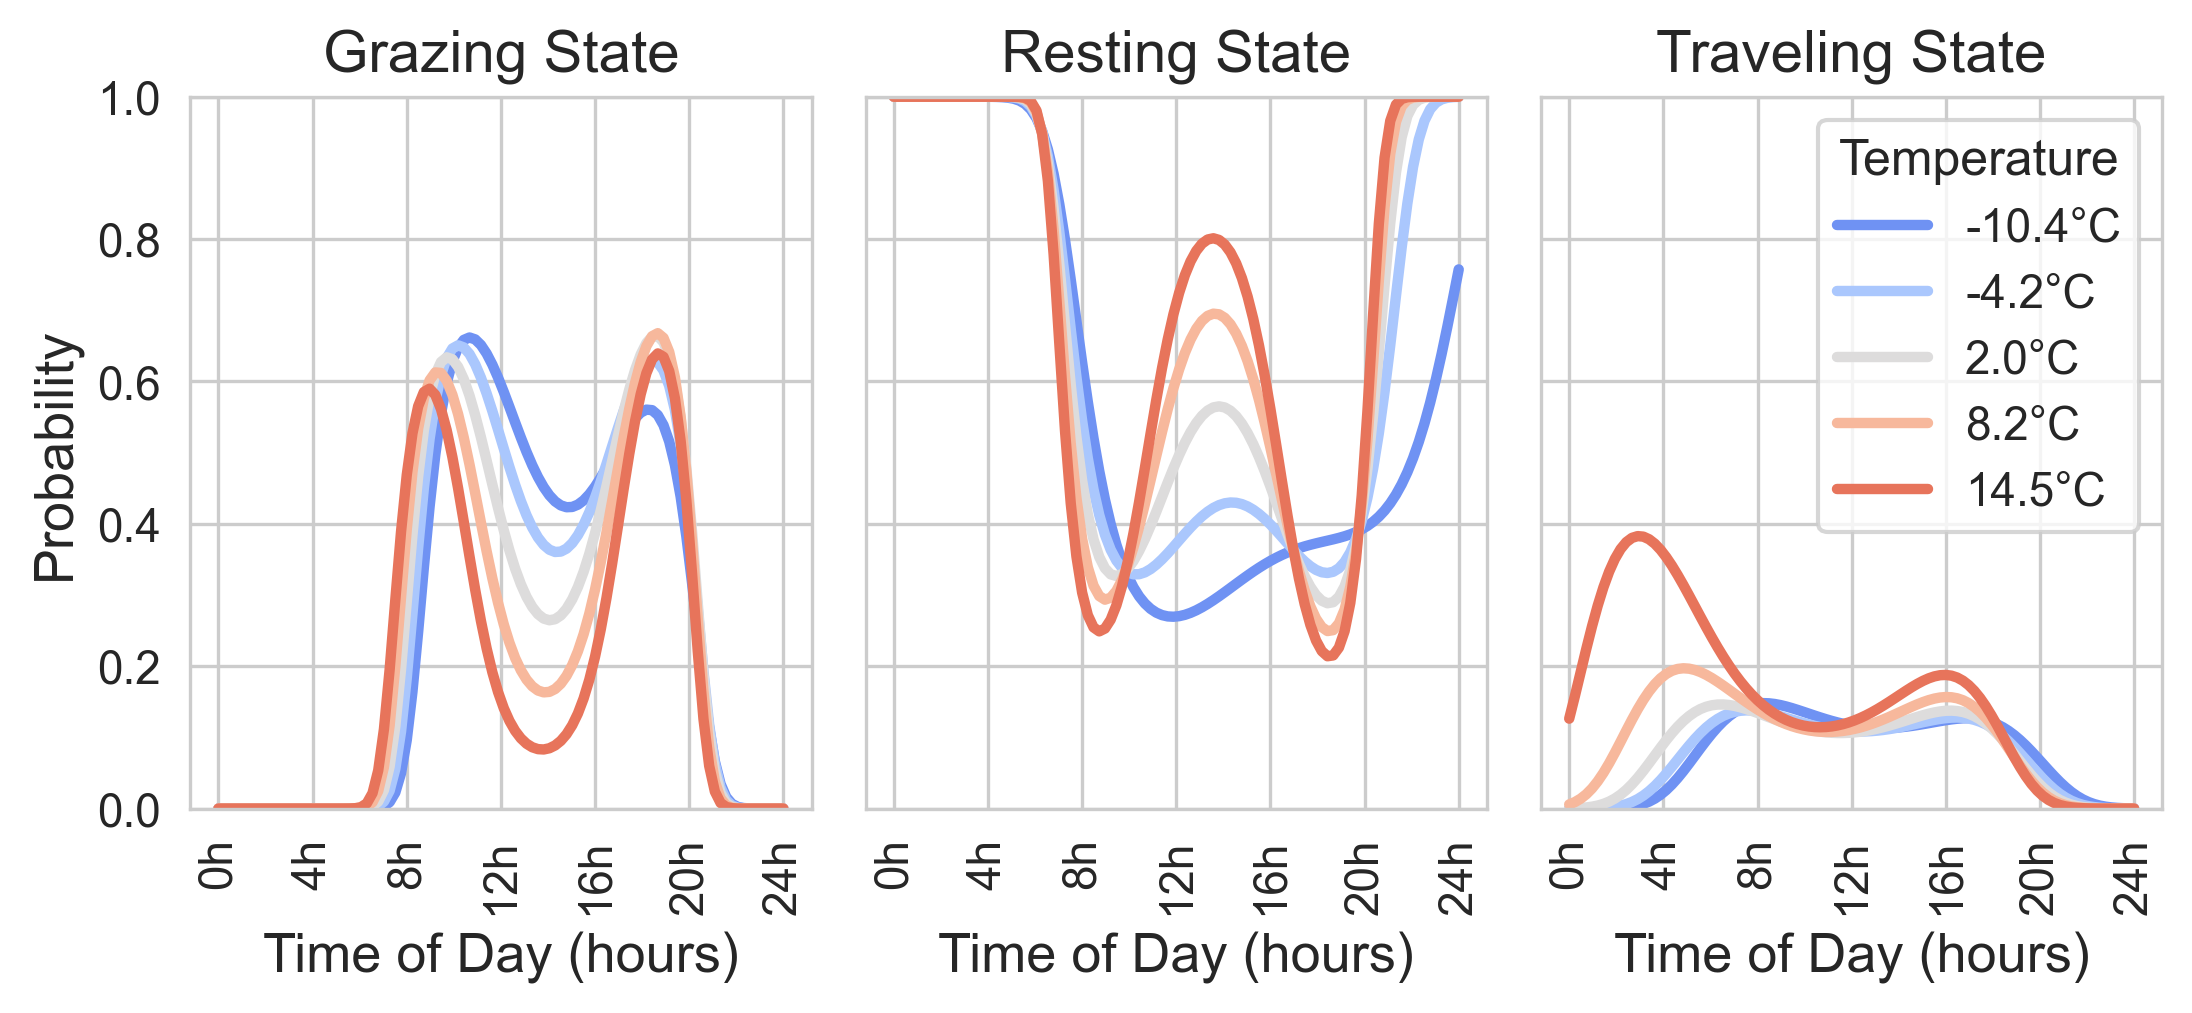 Grazing State
Resting State
Traveling State
Probability
1.0
0.8
0.6
0.4
0.2
0.0
0h 4h 8h 12h 16h 20h 24h
0h 4h 8h 12h 16h 20h 24h
0h 4h 8h 12h 16h 20h 24h
Time of Day (hours)
Time of Day (hours)
Time of Day (hours)
Temperature
-10.4°C
-4.2°C
2.0°C
8.2°C
14.5°C